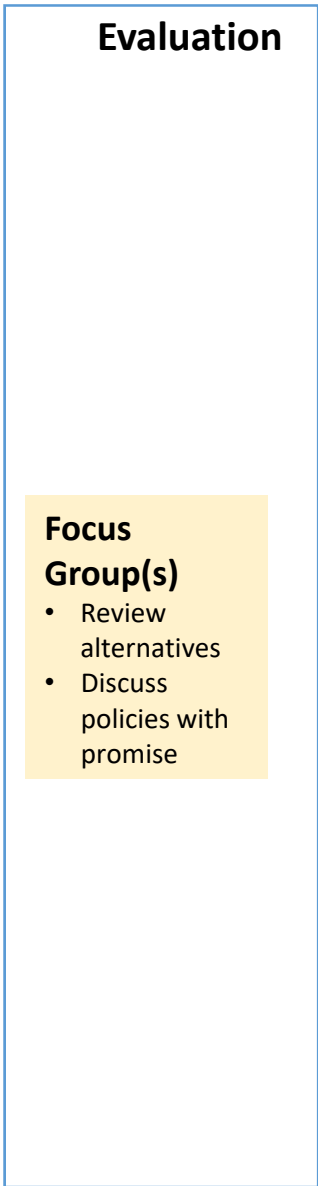 Evaluation
Focus
Group(s)
• Review
alternatives
• Discuss
policies with
promise